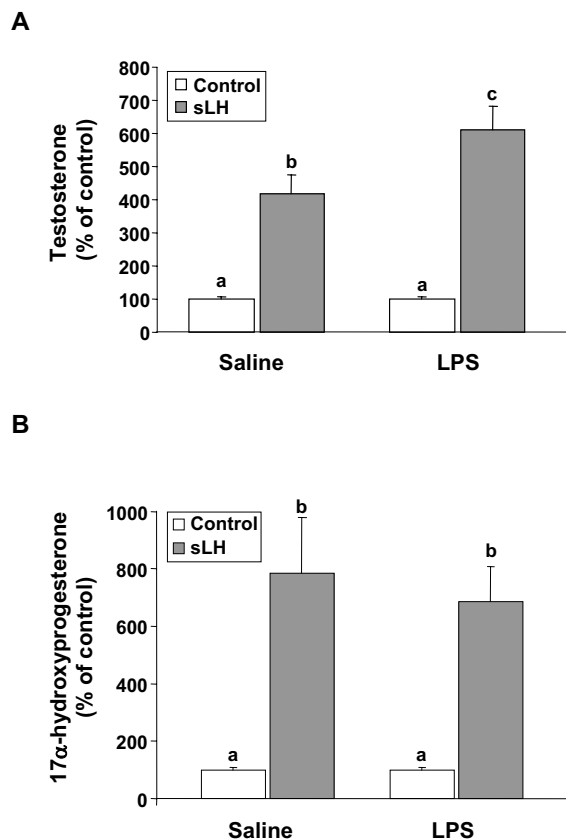 A
Testosterone
(% of control)
800
700
600
500
400
300
200
100
0
Control
sLH
a
b
a
c
Saline
LPS
B
17α-hydroxyprogesterone
(% of control)
1000
800
600
400
200
0
Control
sLH
a
b
a
b
Saline
LPS